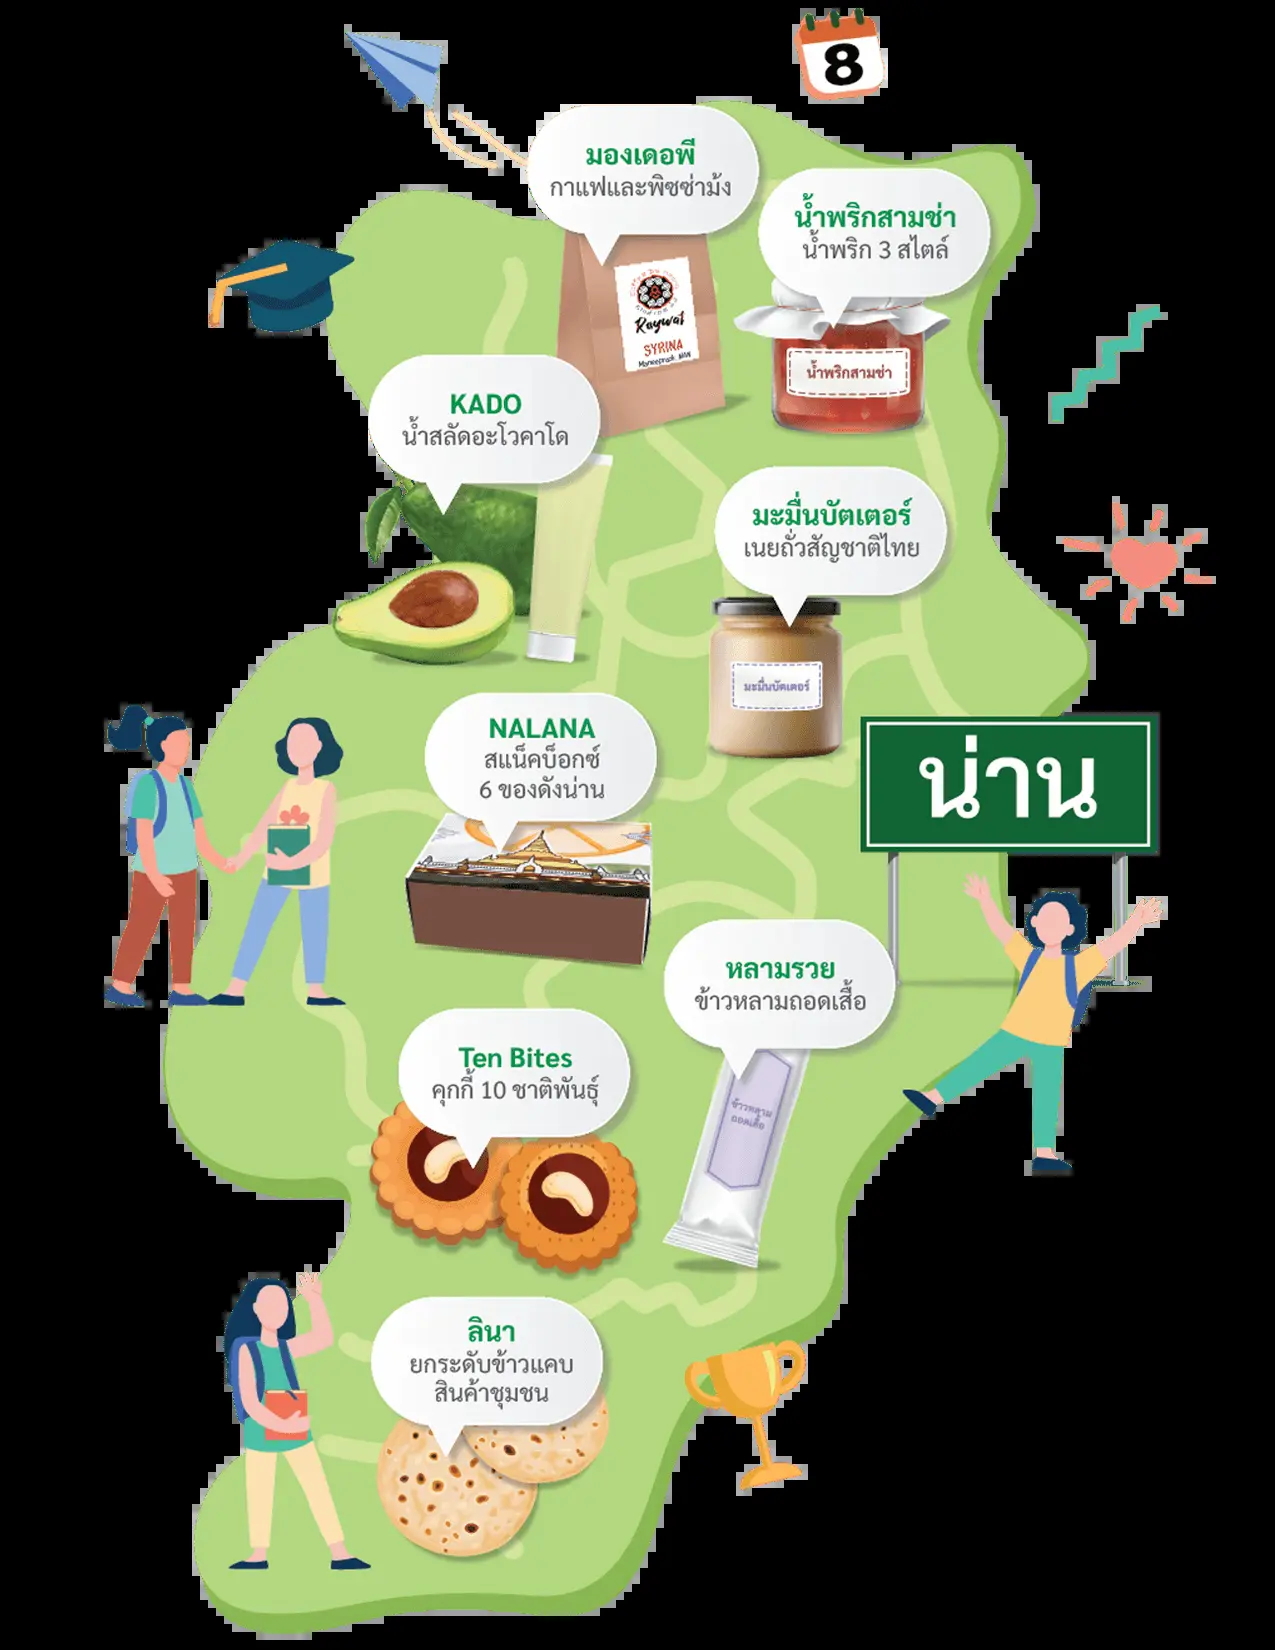 8
มองเดอพี
กาแฟและพิซซ่าม้ง
น้ำพริกสามช่า
น้ำพริก 3 สไตล์
Raywat
SYRINA
Maneepruek, NAN
น้ำพริกสามช่า
KADO
น้ำสลัดอะโวคาโด
มะมื่นบัตเตอร์
เนยถั่วสัญชาติไทย
มะมื่นบัตเตอร์
NALANA
สแน็คบ็อกซ์
6 ของดังน่าน
น่าน
หลามรวย
ข้าวหลามถอดเสื้อ
ข้าวหลาม
ถอดเสื้อ
Ten Bites
คุกกี้ 10 ชาติพันธุ์
ลินา
ยกระดับข้าวแคบ
สินค้าชุมชน